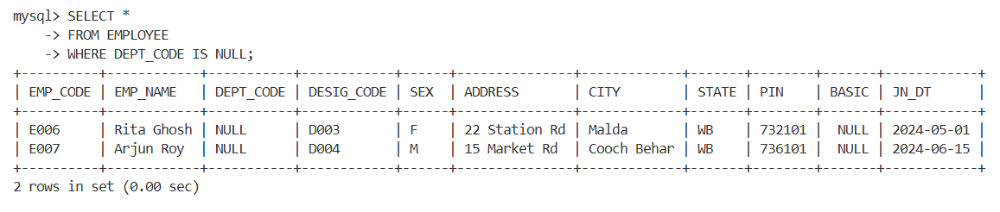 mysql> SELECT *
    -> FROM EMPLOYEE
    -> WHERE DEPT_CODE IS NULL;
+----------+------------+-----------+------------+------+---------------+-------------+-------+--------+-------+------------+
| EMP_CODE | EMP_NAME   | DEPT_CODE | DESIG_CODE | SEX  | ADDRESS       | CITY        | STATE | PIN    | BASIC | JN_DT      |
+----------+------------+-----------+------------+------+---------------+-------------+-------+--------+-------+------------+
| E006     | Rita Ghosh | NULL      | D003       | F    | 22 Station Rd | Malda       | WB    | 732101 |  NULL | 2024-05-01 |
| E007     | Arjun Roy  | NULL      | D004       | M    | 15 Market Rd  | Cooch Behar | WB    | 736101 |  NULL | 2024-06-15 |
+----------+------------+-----------+------------+------+---------------+-------------+-------+--------+-------+------------+
2 rows in set (0.00 sec)